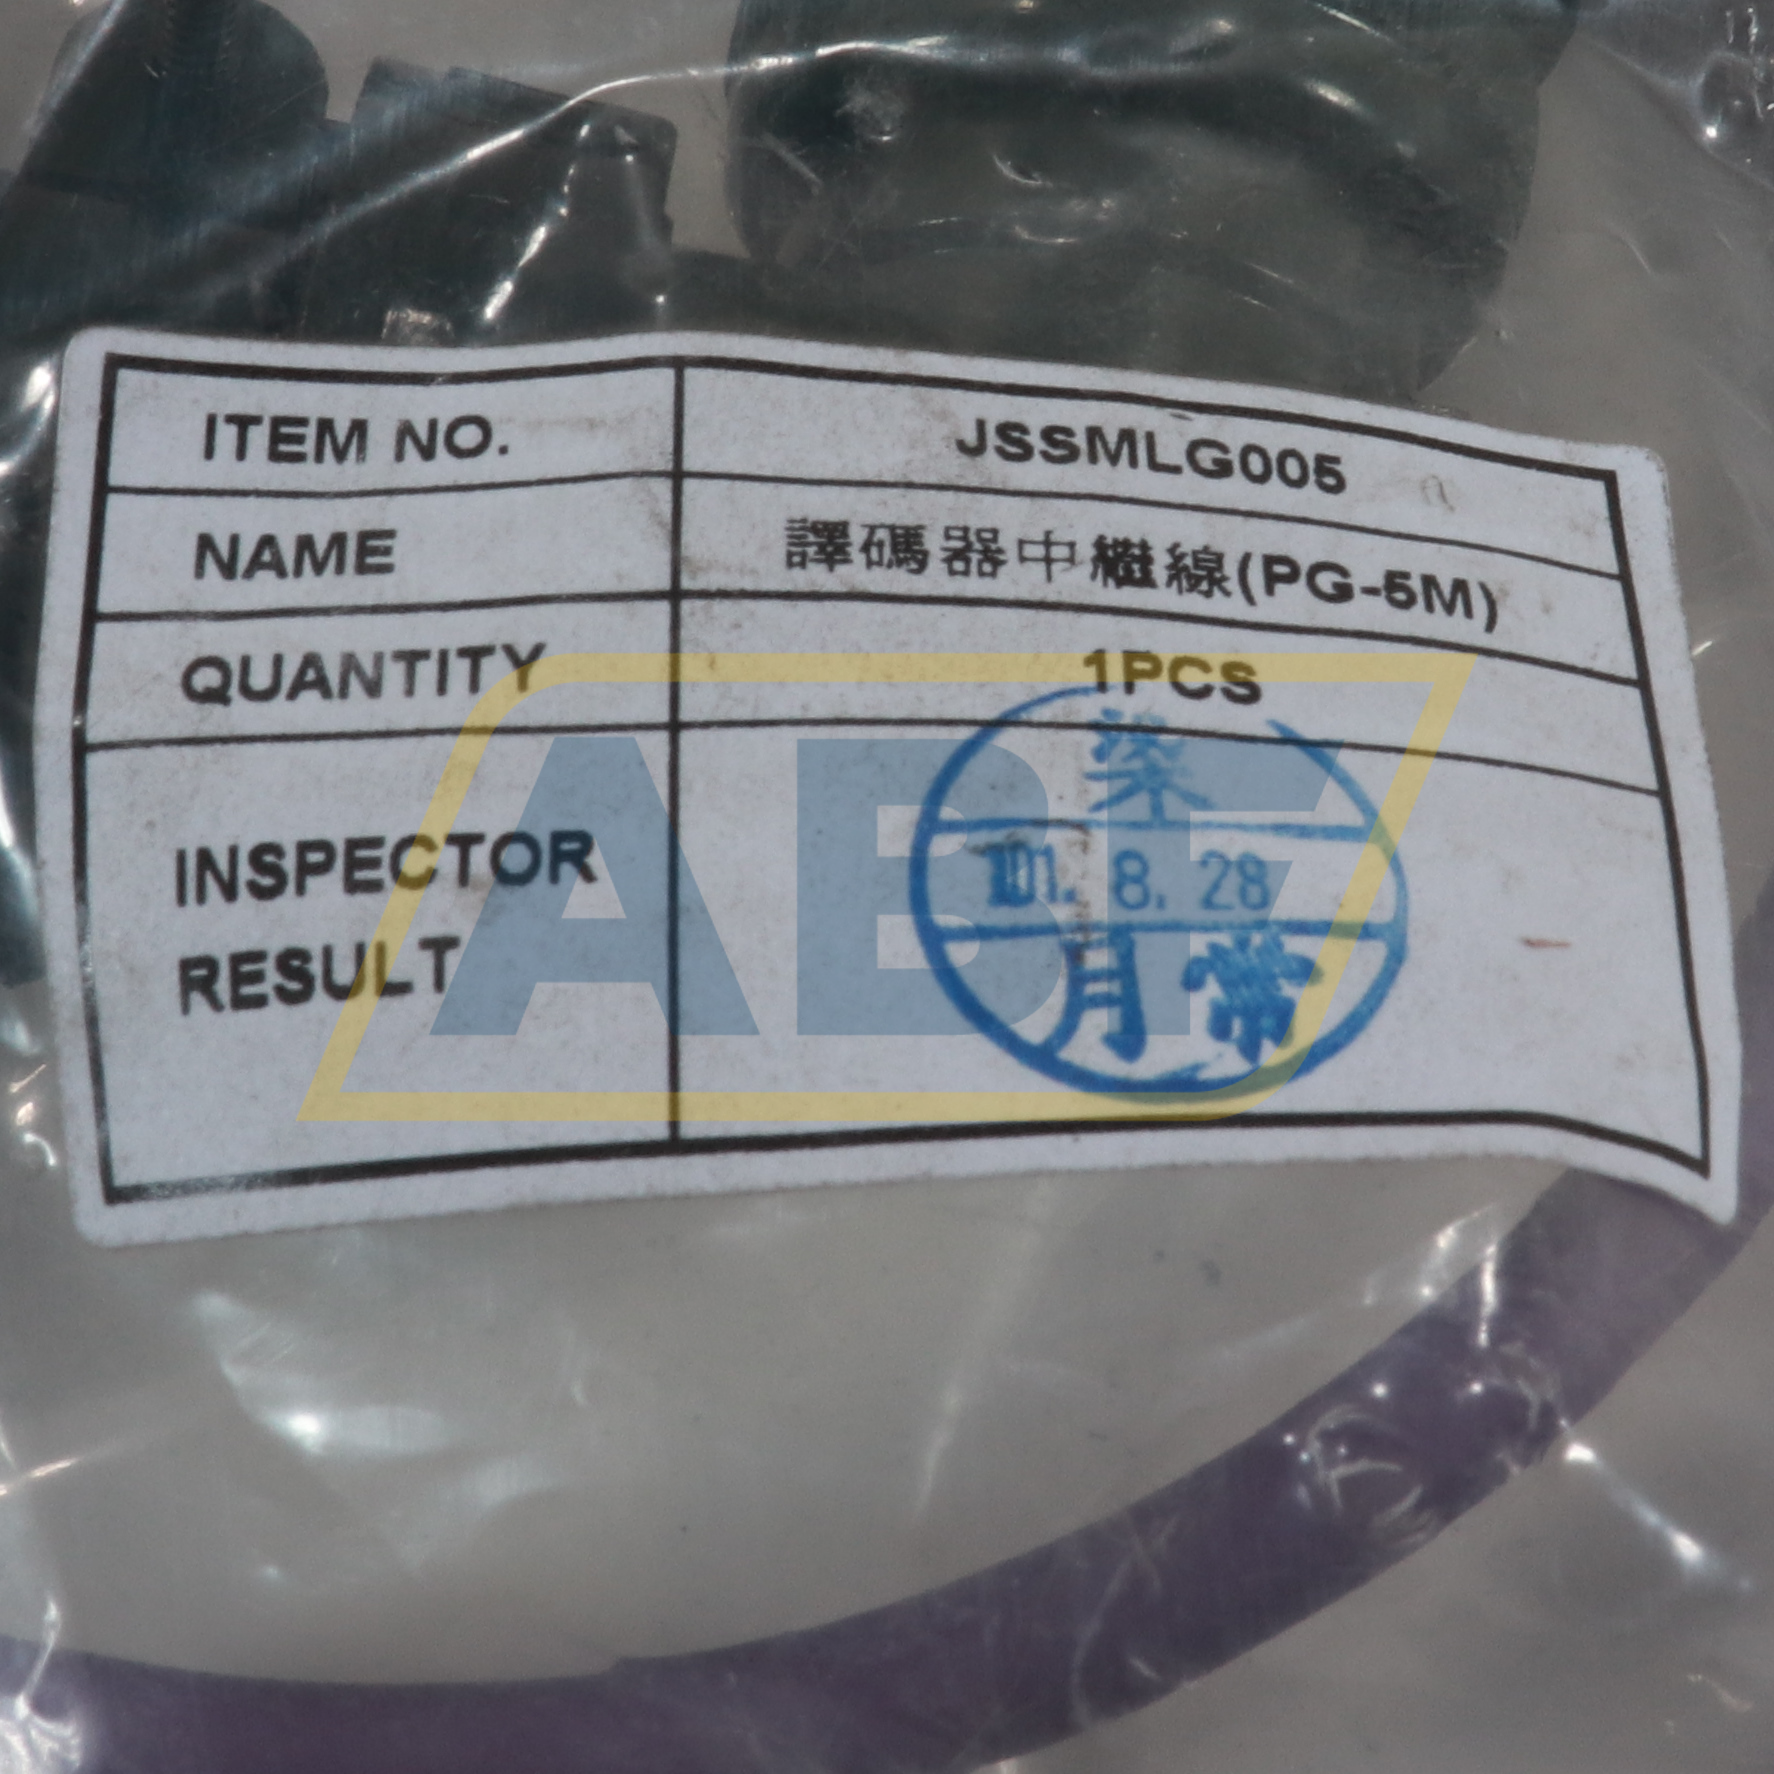 ITEM NO. JSSMLG005
NAME 譯碼器中繼線(PG-5M)
QUANTITY 1PCS
INSPECTOR
RESULT
101. 8. 28
ABF